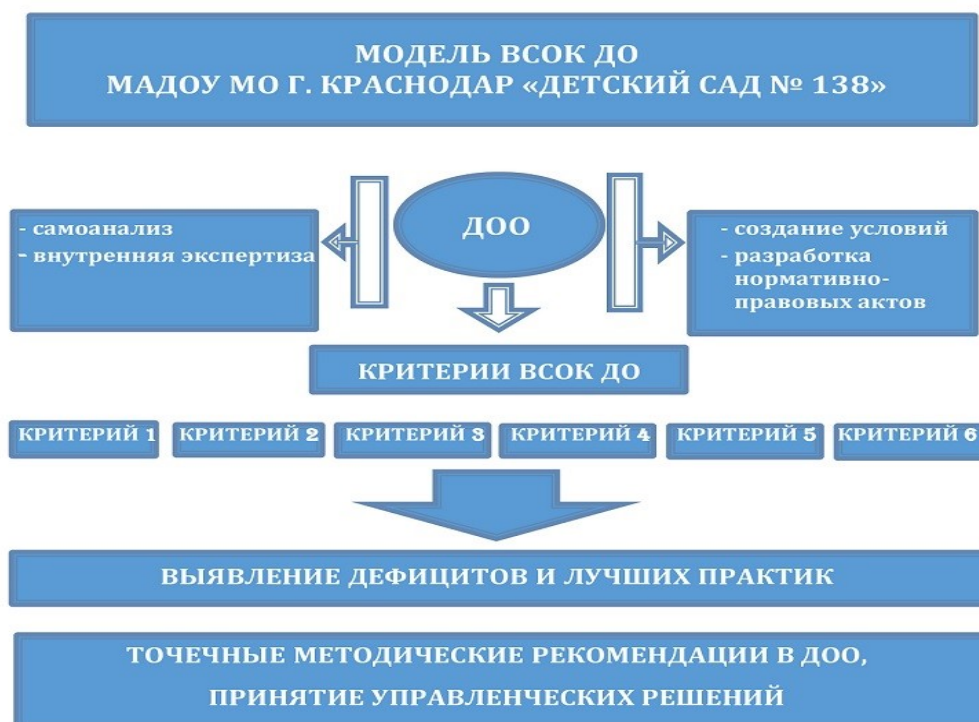 МОДЕЛЬ ВСОК ДО
МАДОУ МО Г. КРАСНОДАР «ДЕТСКИЙ САД № 138»
ДОО
- самоанализ
- внутренняя экспертиза
- создание условий
- разработка
нормативно-
правовых актов
КРИТЕРИИ ВСОК ДО
КРИТЕРИЙ 1
КРИТЕРИЙ 2
КРИТЕРИЙ 3
КРИТЕРИЙ 4
КРИТЕРИЙ 5
КРИТЕРИЙ 6
ВЫЯВЛЕНИЕ ДЕФИЦИТОВ И ЛУЧШИХ ПРАКТИК
ТОЧЕЧНЫЕ МЕТОДИЧЕСКИЕ РЕКОМЕНДАЦИИ В ДОО,
ПРИНЯТИЕ УПРАВЛЕНЧЕСКИХ РЕШЕНИЙ